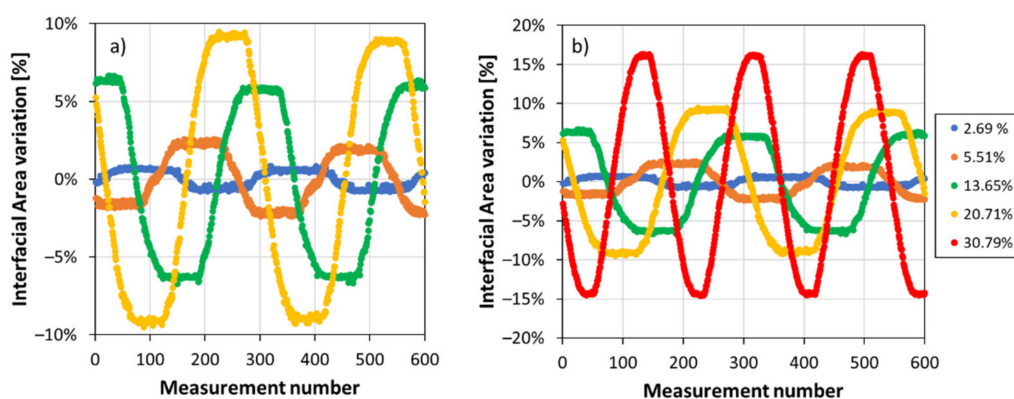 a)
Interfacial Area variation [%]
10%
5%
0%
−5%
−10%
0 100 200 300 400 500 600
Measurement number
b)
Interfacial Area variation [%]
20%
15%
10%
5%
0%
−5%
−10%
−15%
−20%
0 100 200 300 400 500 600
Measurement number
2.69 %
5.51%
13.65%
20.71%
30.79%